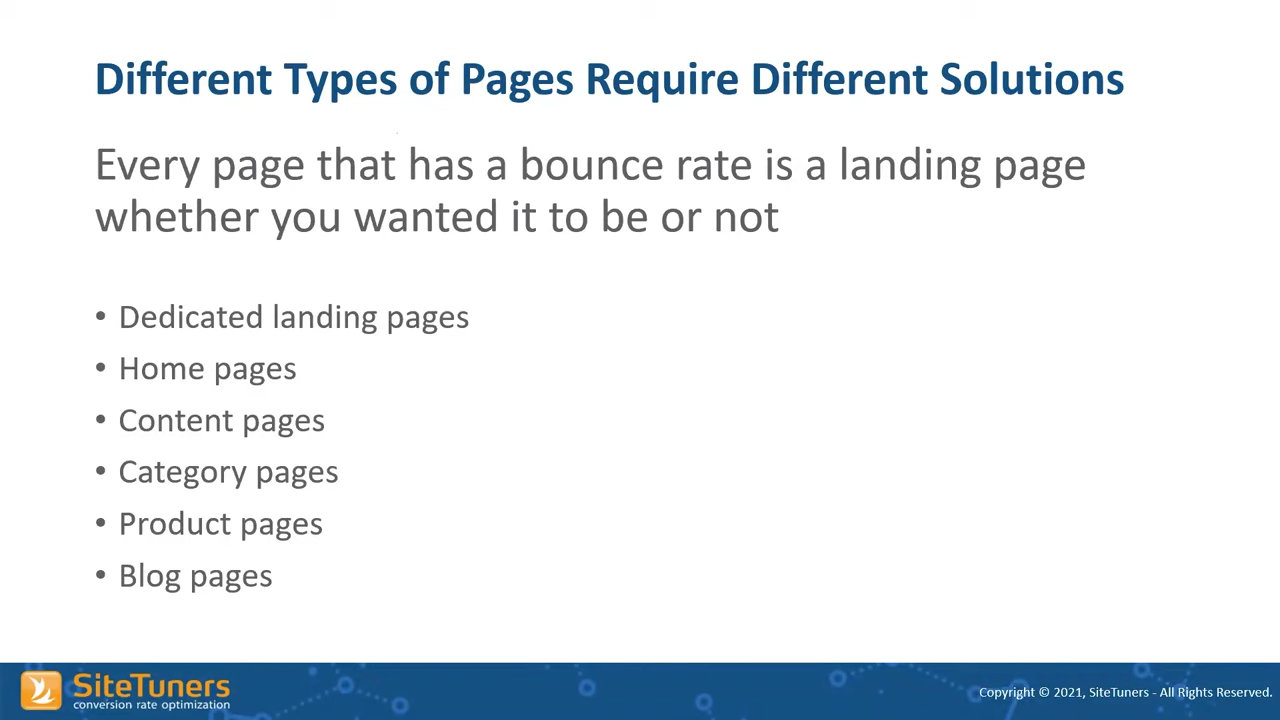 Different Types of Pages Require Different Solutions
Every page that has a bounce rate is a landing page
whether you wanted it to be or not
• Dedicated landing pages
• Home pages
• Content pages
• Category pages
• Product pages
• Blog pages
SiteTuners
conversion rate optimization
Copyright © 2021, SiteTuners - All Rights Reserved.